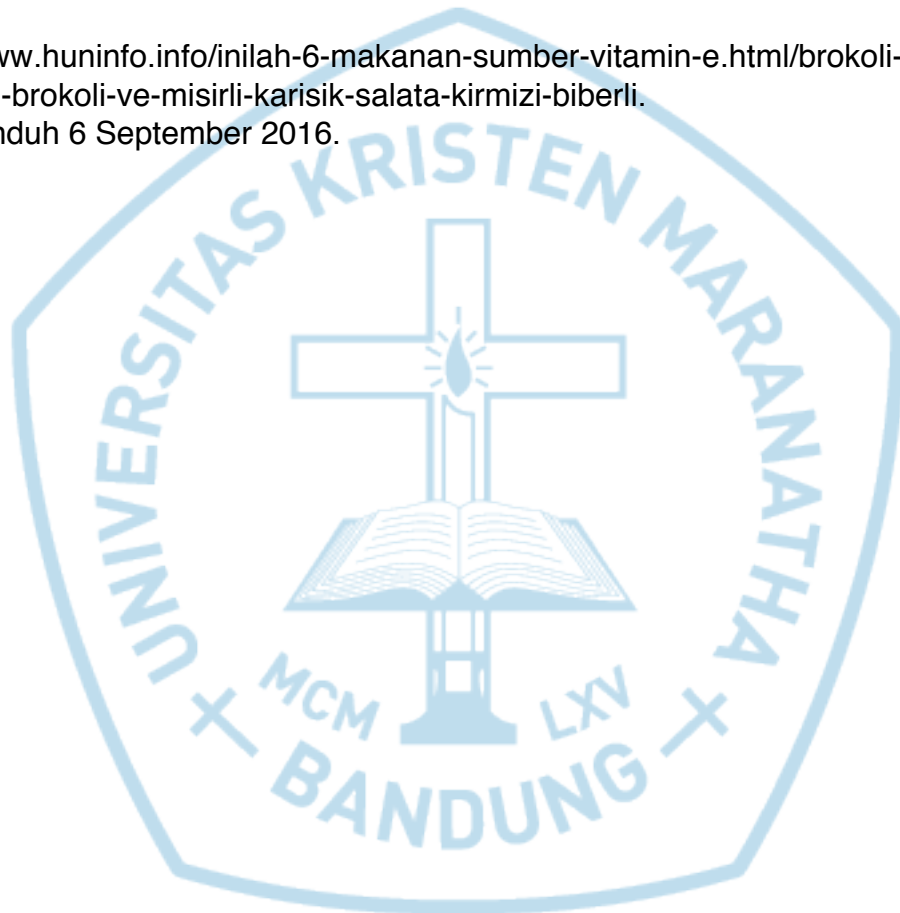 ww.huninfo.info/inilah-6-makanan-sumber-vitamin-e.html/brokoli-
-brokoli-ve-misirli-karisik-salata-kirmizi-biberli.
nduh 6 September 2016.
UNIVERSITAS KRISTEN MARANATHA
MCM LXV
BANDUNG